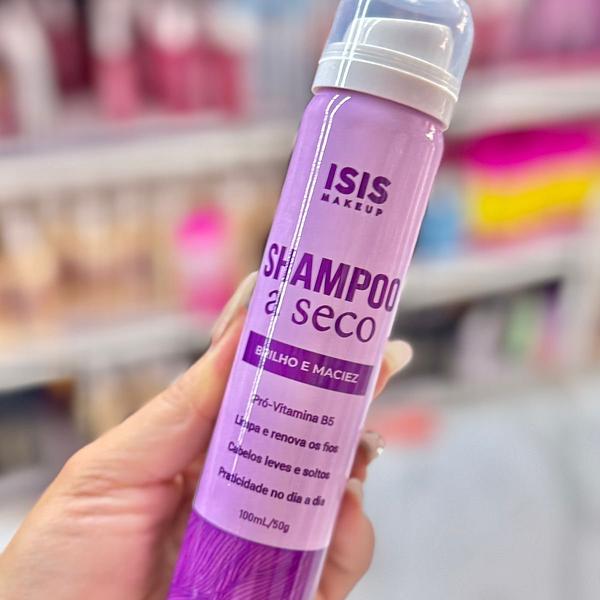 ISIS
MAKEUP
SHAMPOO
a seco
BRILHO E MACIEZ
Pró-Vitamina B5
Limpa e renova os fios
Cabelos leves e soltos
Praticidade no dia a dia
100mL/50g